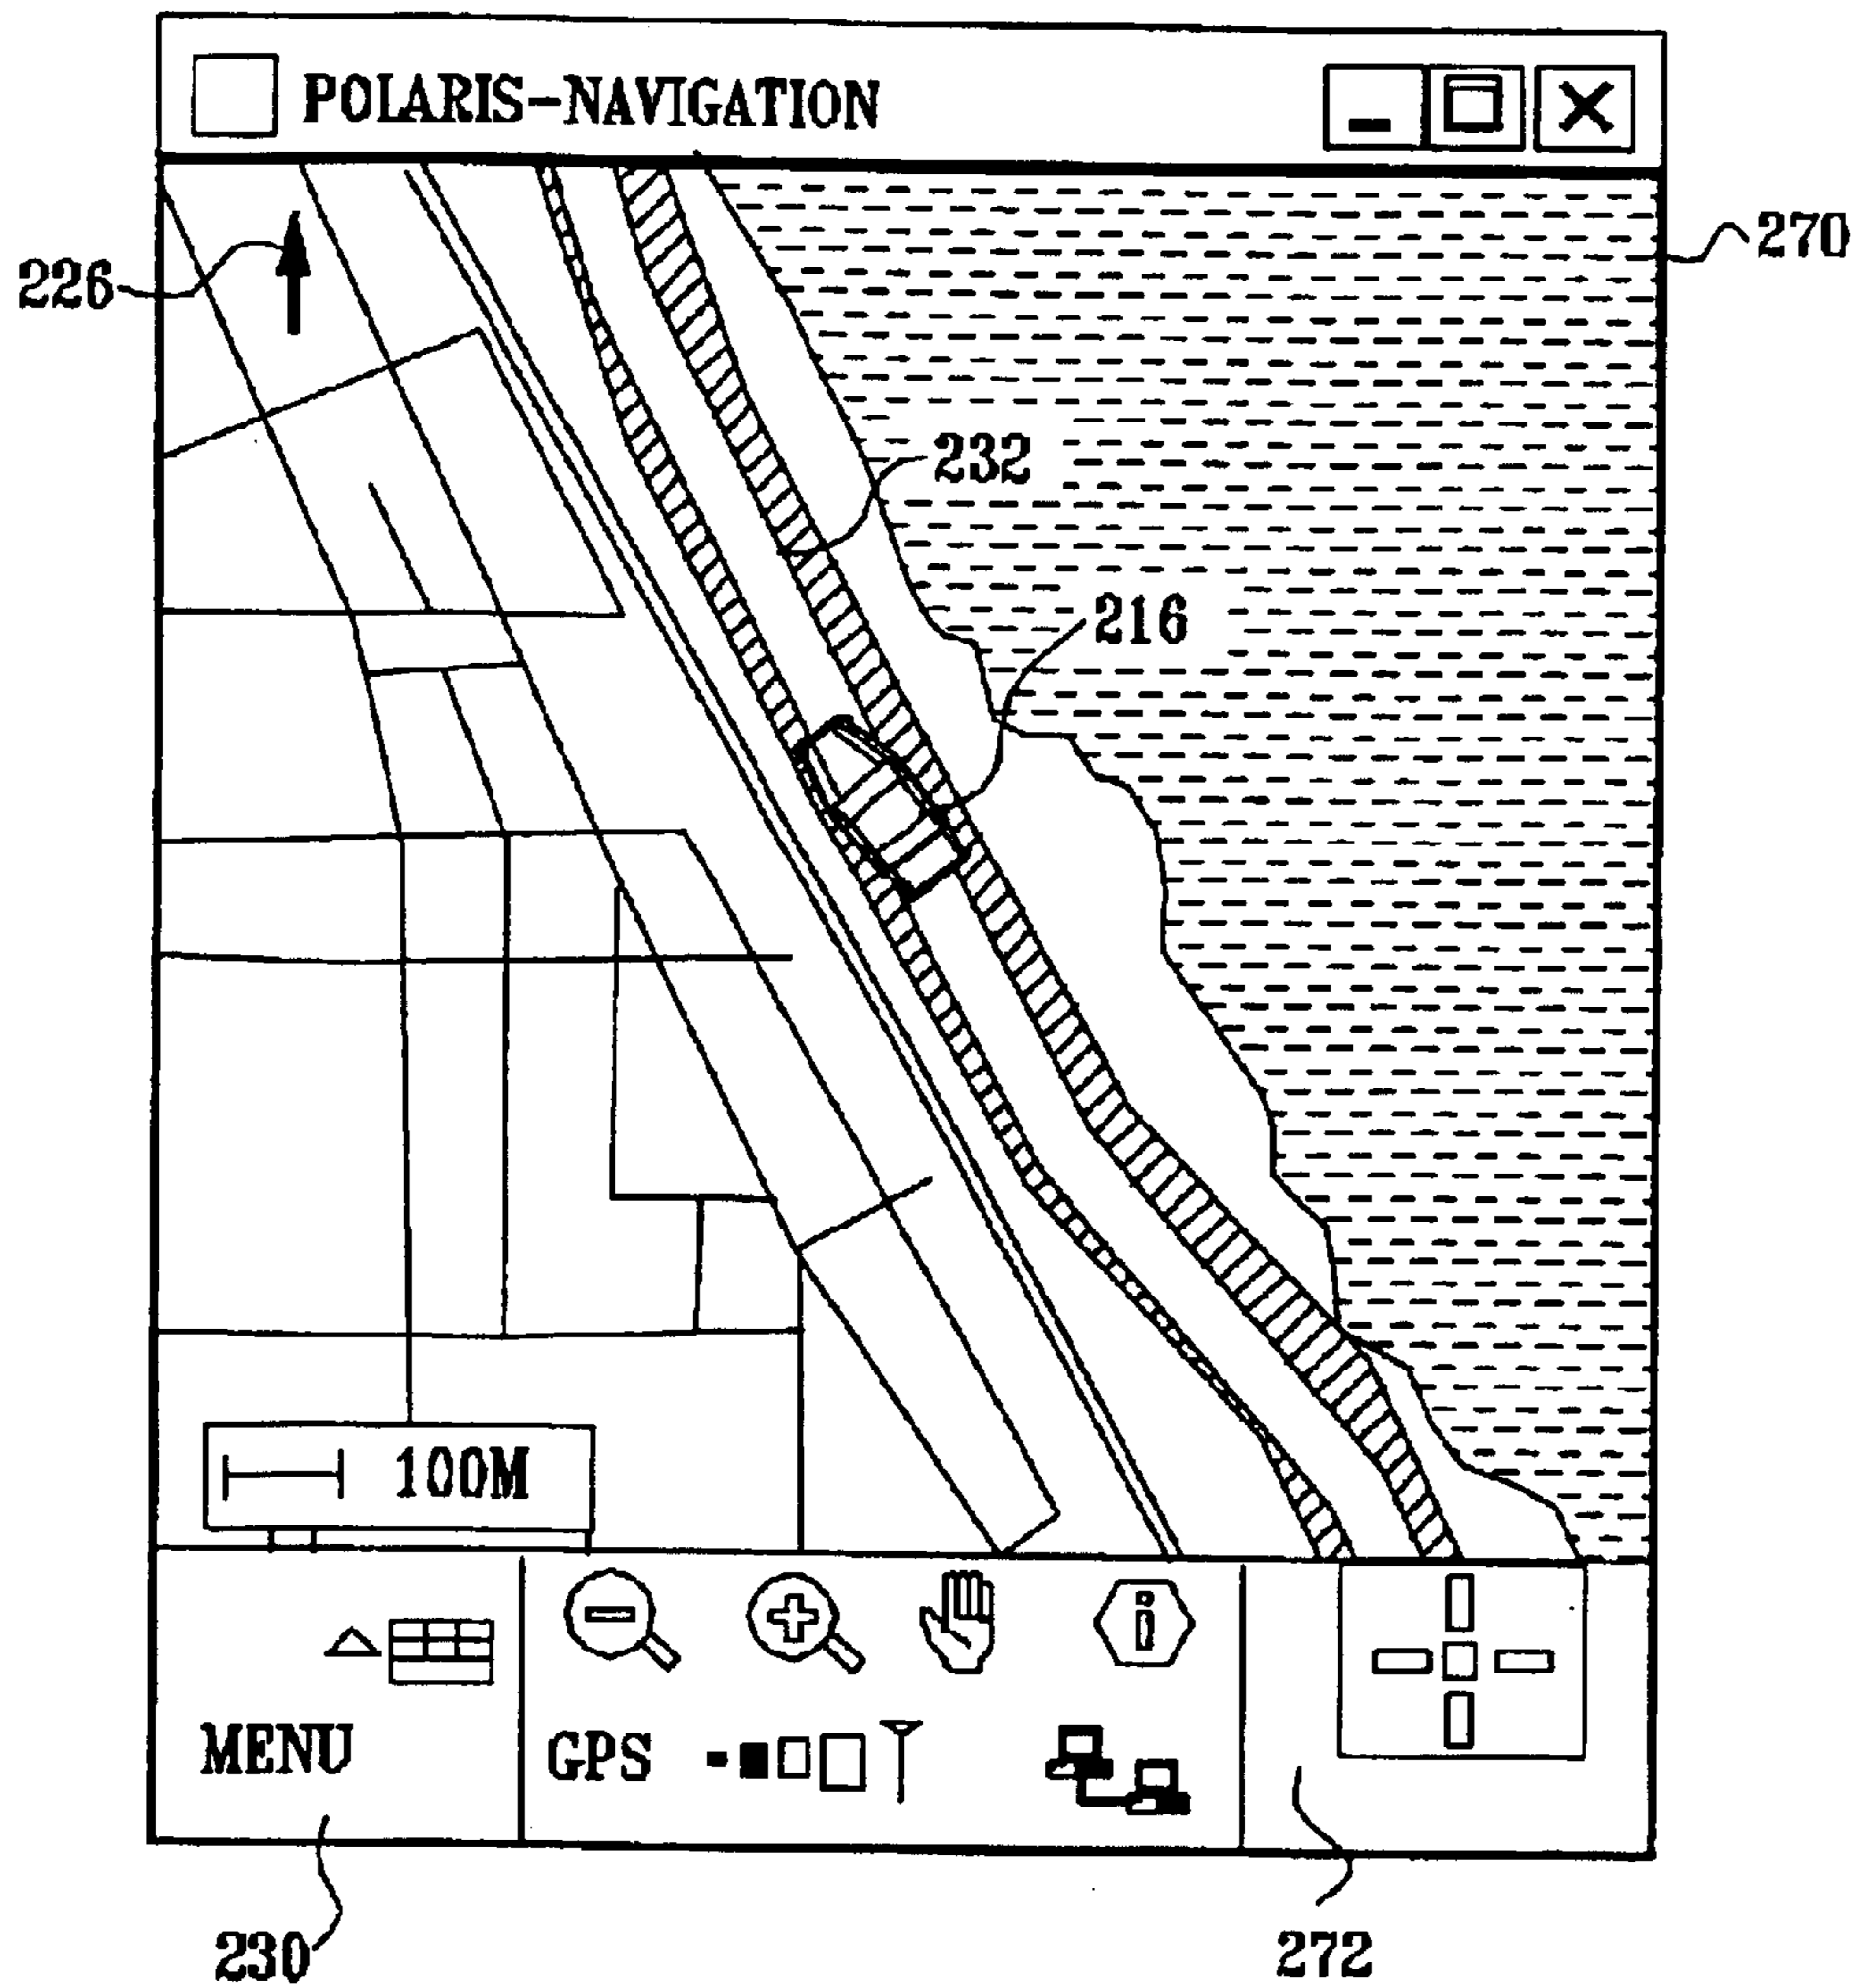 POLARIS-NAVIGATION
226
270
232
216
100M
MENU
GPS
i
230
272